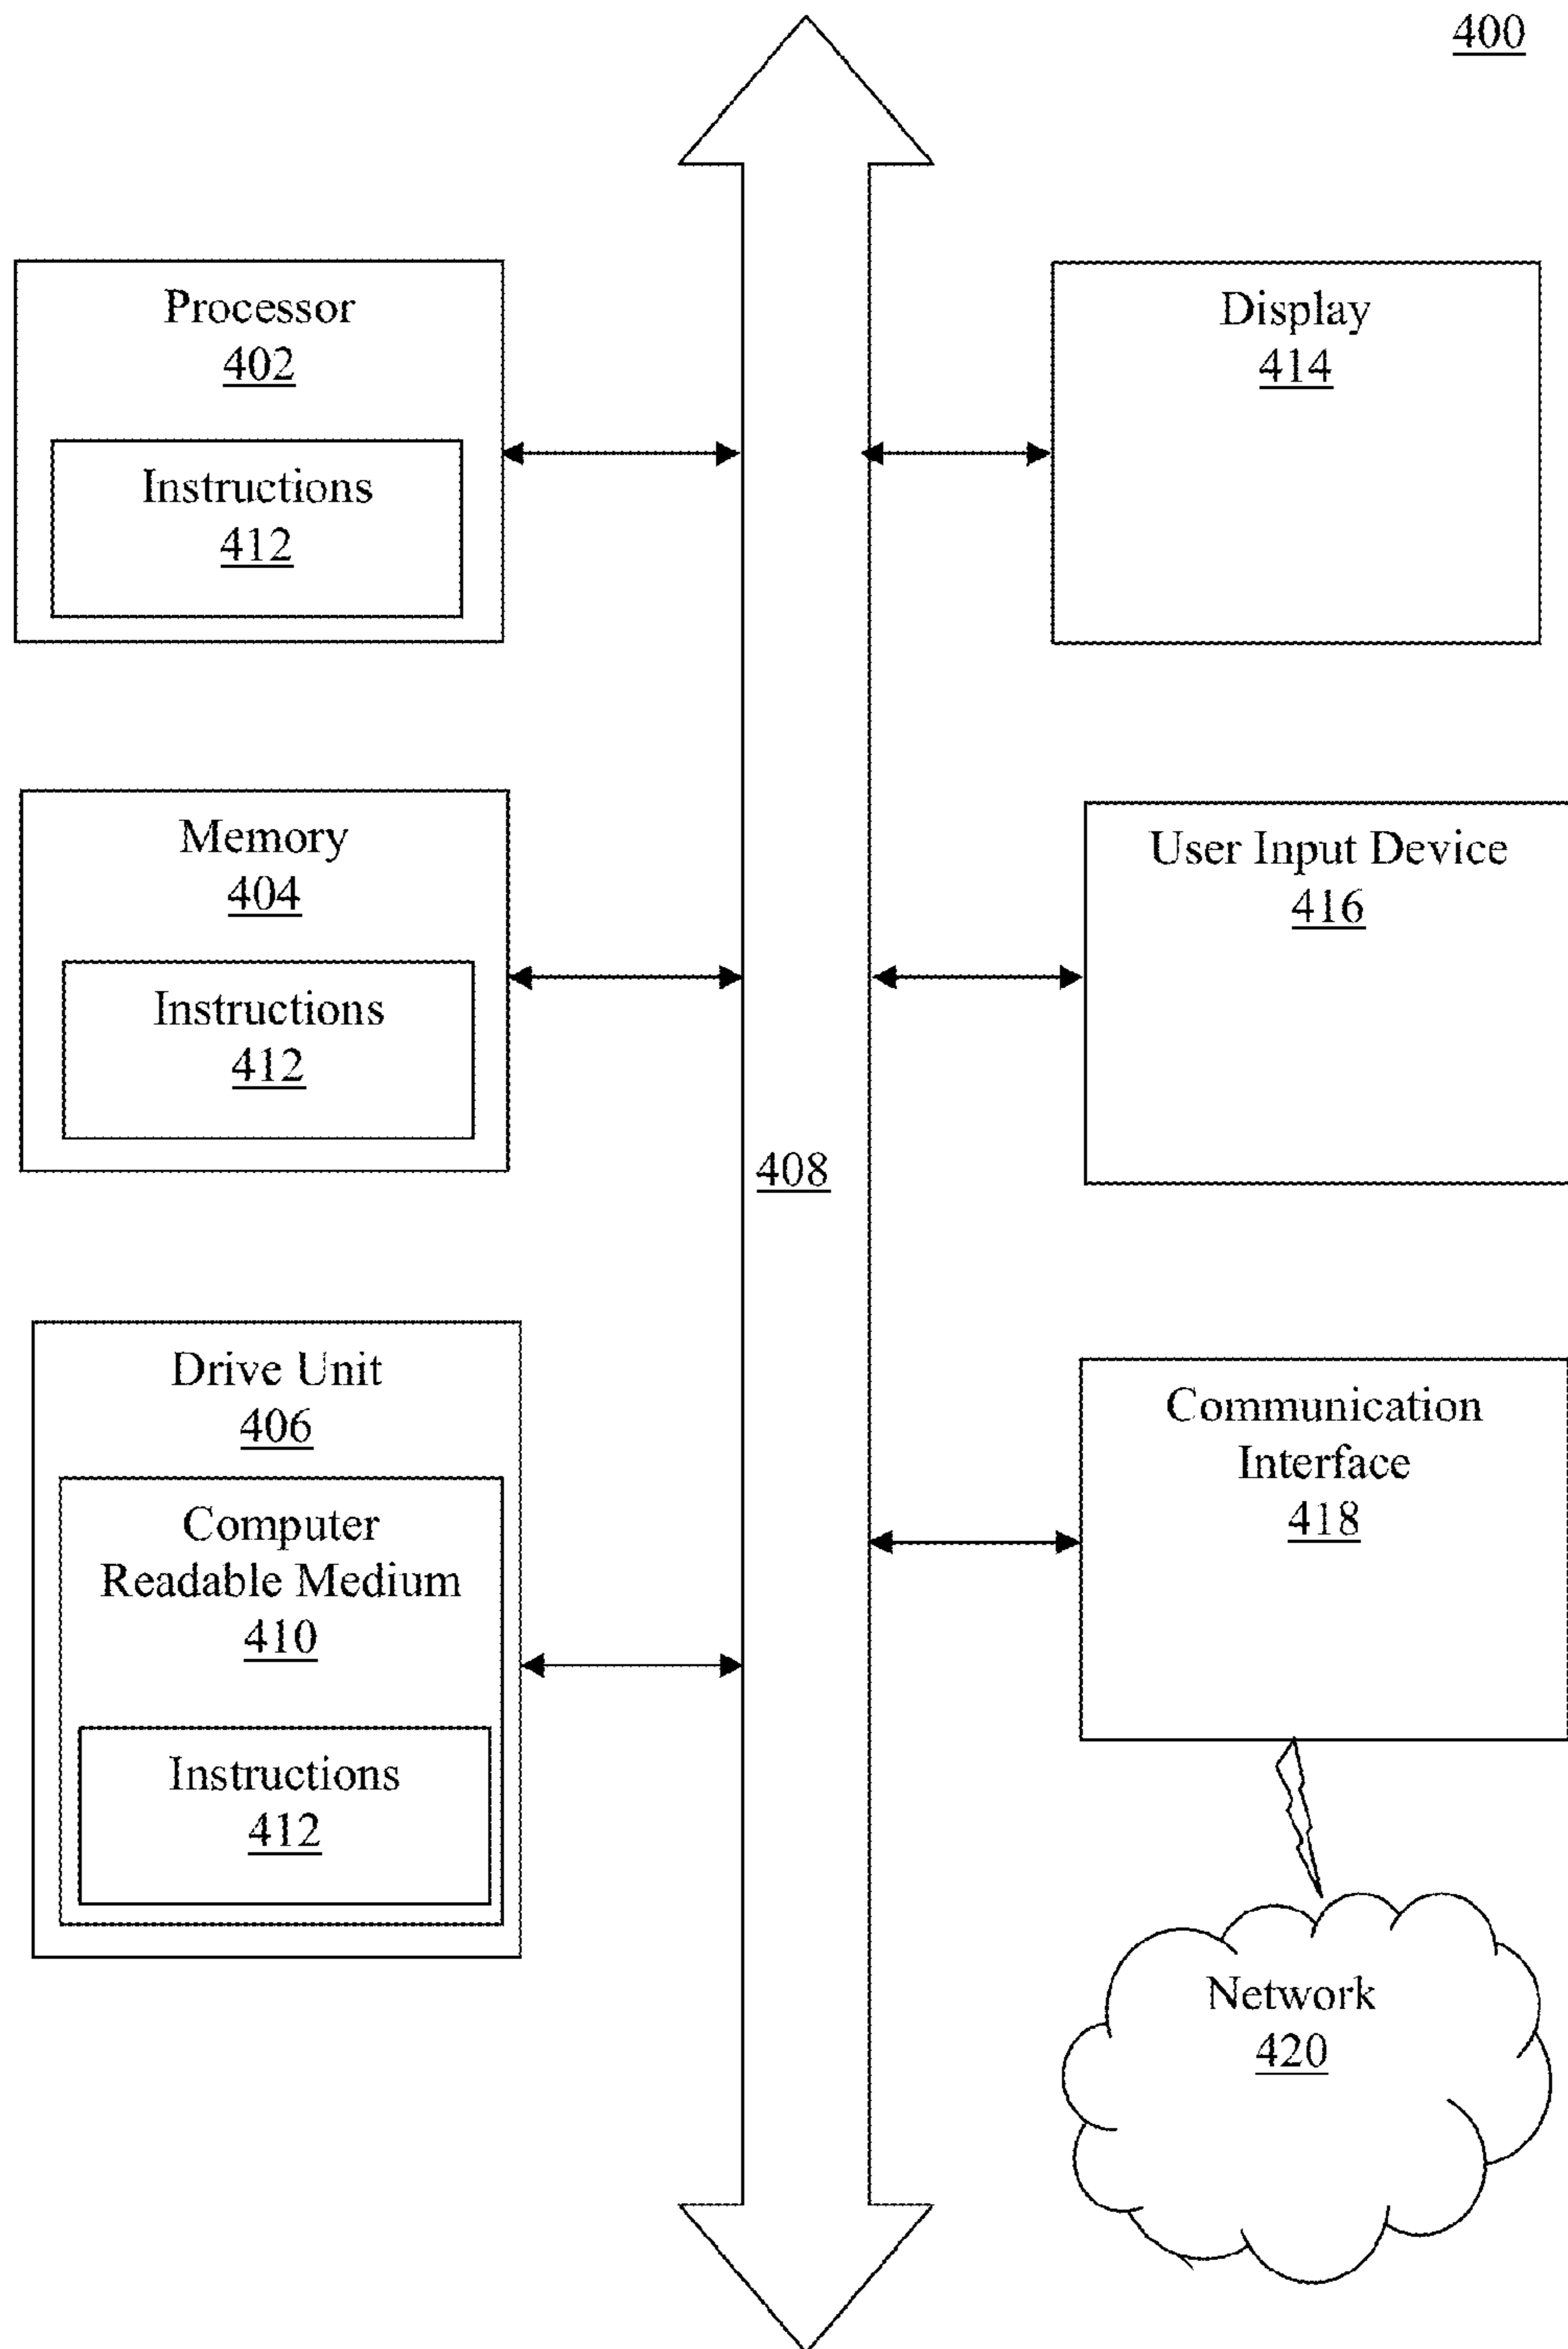 400
Processor
402
Instructions
412
Display
414
Memory
404
Instructions
412
User Input Device
416
408
Drive Unit
406
Computer
Readable Medium
410
Instructions
412
Communication
Interface
418
Network
420